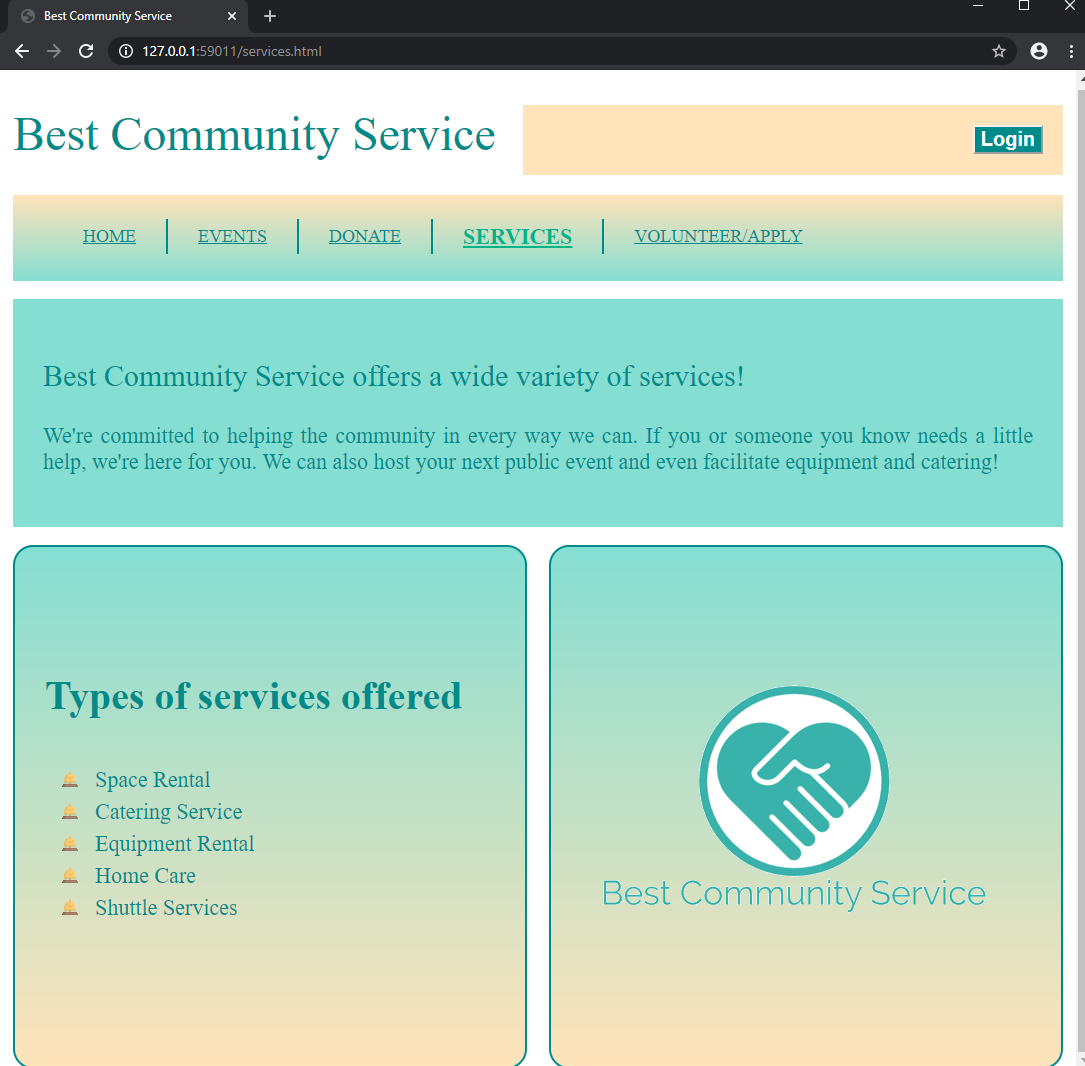 Best Community Service
127.0.0.1:59011/services.html
Best Community Service
Login
HOME EVENTS DONATE SERVICES VOLUNTEER/APPLY
Best Community Service offers a wide variety of services!
We're committed to helping the community in every way we can. If you or someone you know needs a little
help, we're here for you. We can also host your next public event and even facilitate equipment and catering!
Types of services offered
Space Rental
Catering Service
Equipment Rental
Home Care
Shuttle Services
Best Community Service